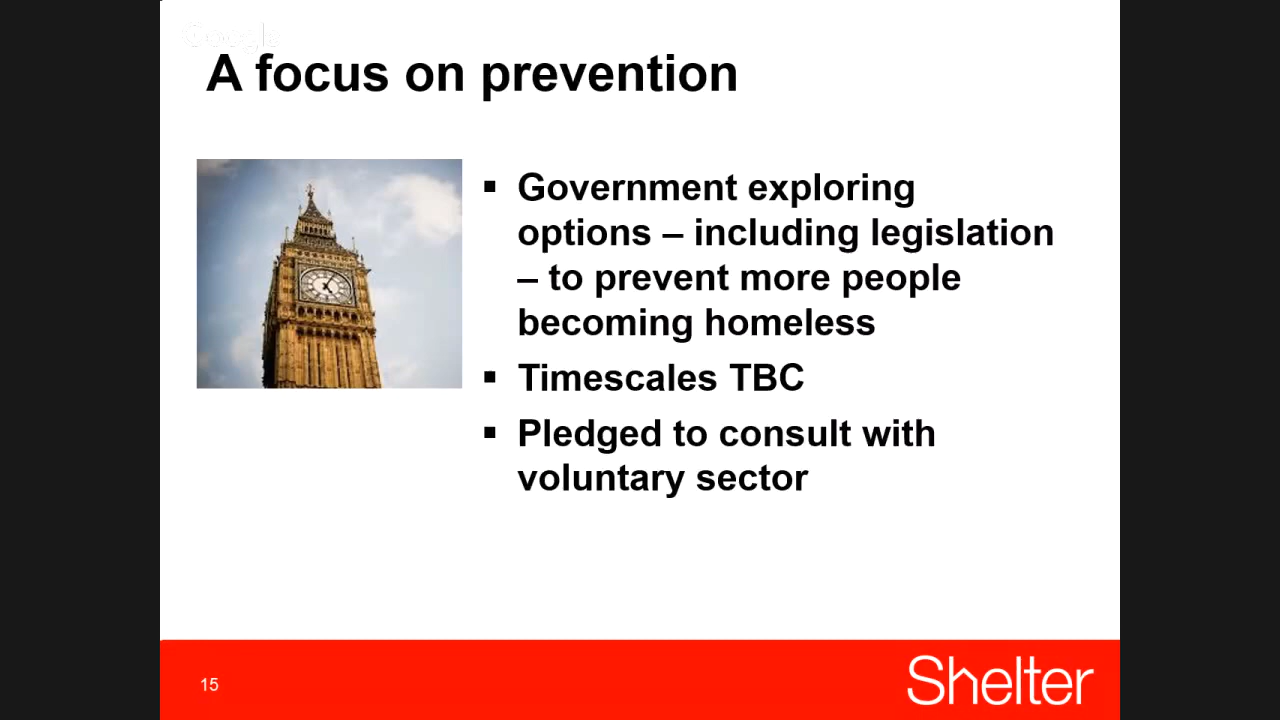 Google
A focus on prevention
▪ Government exploring
options – including legislation
– to prevent more people
becoming homeless
▪ Timescales TBC
▪ Pledged to consult with
voluntary sector
15
Shelter